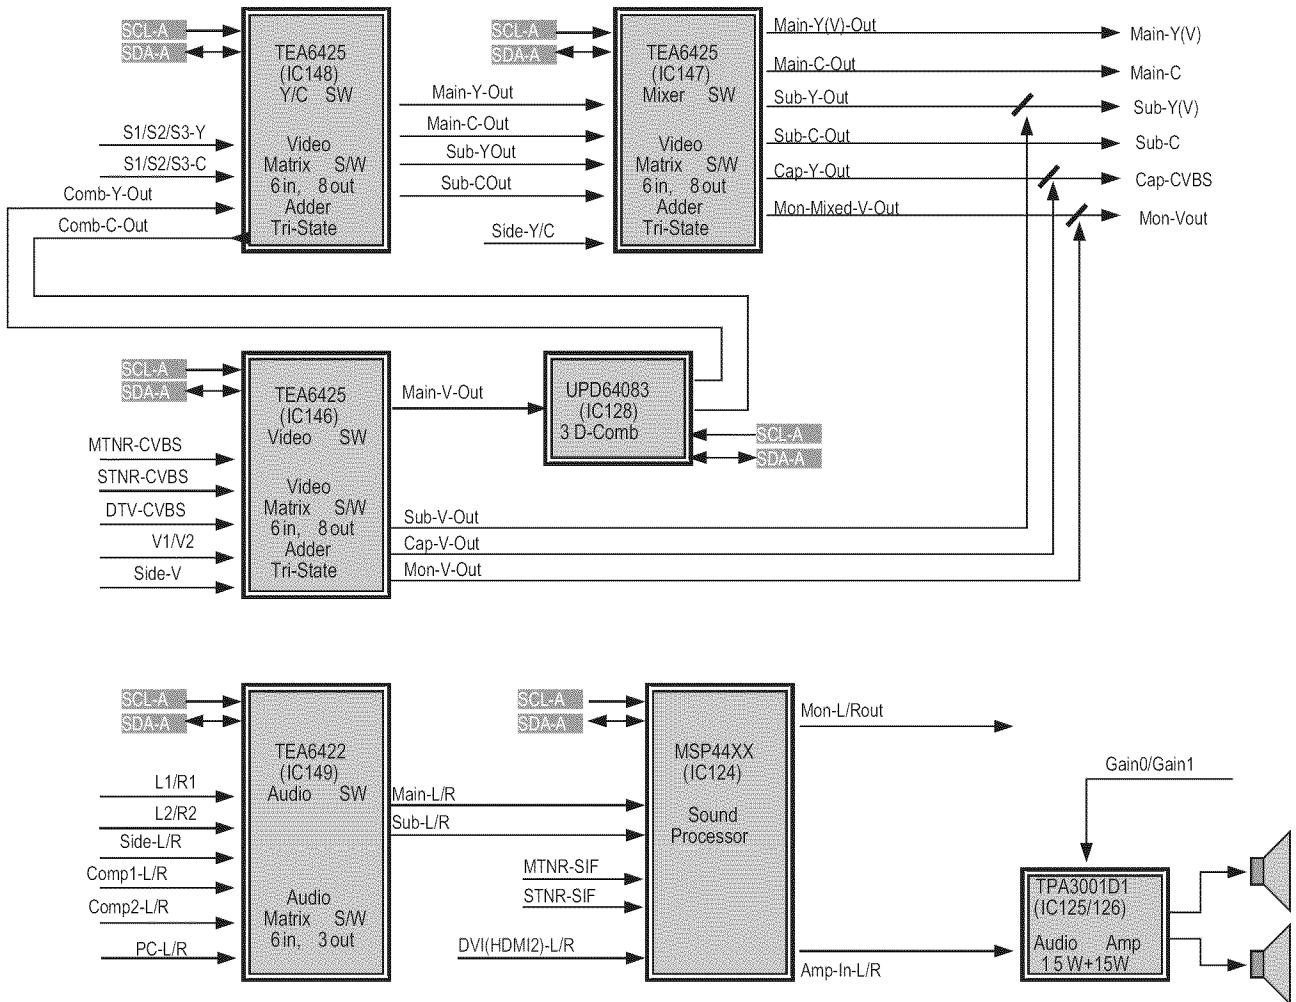 SCL-A
SDA-A
TEA6425
(IC148)
Y/C SW
Video
Matrix S/W
6in, 8out
Adder
Tri-State
S1/S2/S3-Y
S1/S2/S3-C
Comb-Y-Out
Comb-C-Out
Main-Y-Out
Main-C-Out
Sub-YOut
Sub-COut
Side-Y/C
SCL-A
SDA-A
TEA6425
(IC147)
Mixer SW
Video
Matrix S/W
6in, 8out
Adder
Tri-State
Main-Y(V)-Out
Main-C-Out
Sub-Y-Out
Sub-C-Out
Cap-Y-Out
Mon-Mixed-V-Out
Main-Y(V)
Main-C
Sub-Y(V)
Sub-C
Cap-CVBS
Mon-Vout
SCL-A
SDA-A
MTNR-CVBS
STNR-CVBS
DTV-CVBS
V1/V2
Side-V
TEA6425
(IC146)
Video SW
Video
Matrix S/W
6in, 8out
Adder
Tri-State
Main-V-Out
UPD64083
(IC128)
3 D-Comb
SCL-A
SDA-A
Sub-V-Out
Cap-V-Out
Mon-V-Out
SCL-A
SDA-A
L1/R1
L2/R2
Side-L/R
Comp1-L/R
Comp2-L/R
PC-L/R
TEA6422
(IC149)
Audio SW
Audio
Matrix S/W
6in, 3out
Main-L/R
Sub-L/R
SCL-A
SDA-A
MTNR-SIF
STNR-SIF
DVI(HDMI2)-L/R
MSP44XX
(IC124)
Sound
Processor
Mon-L/Rout
Amp-In-L/R
Gain0/Gain1
TPA3001D1
(IC125/126)
Audio Amp
15W+15W